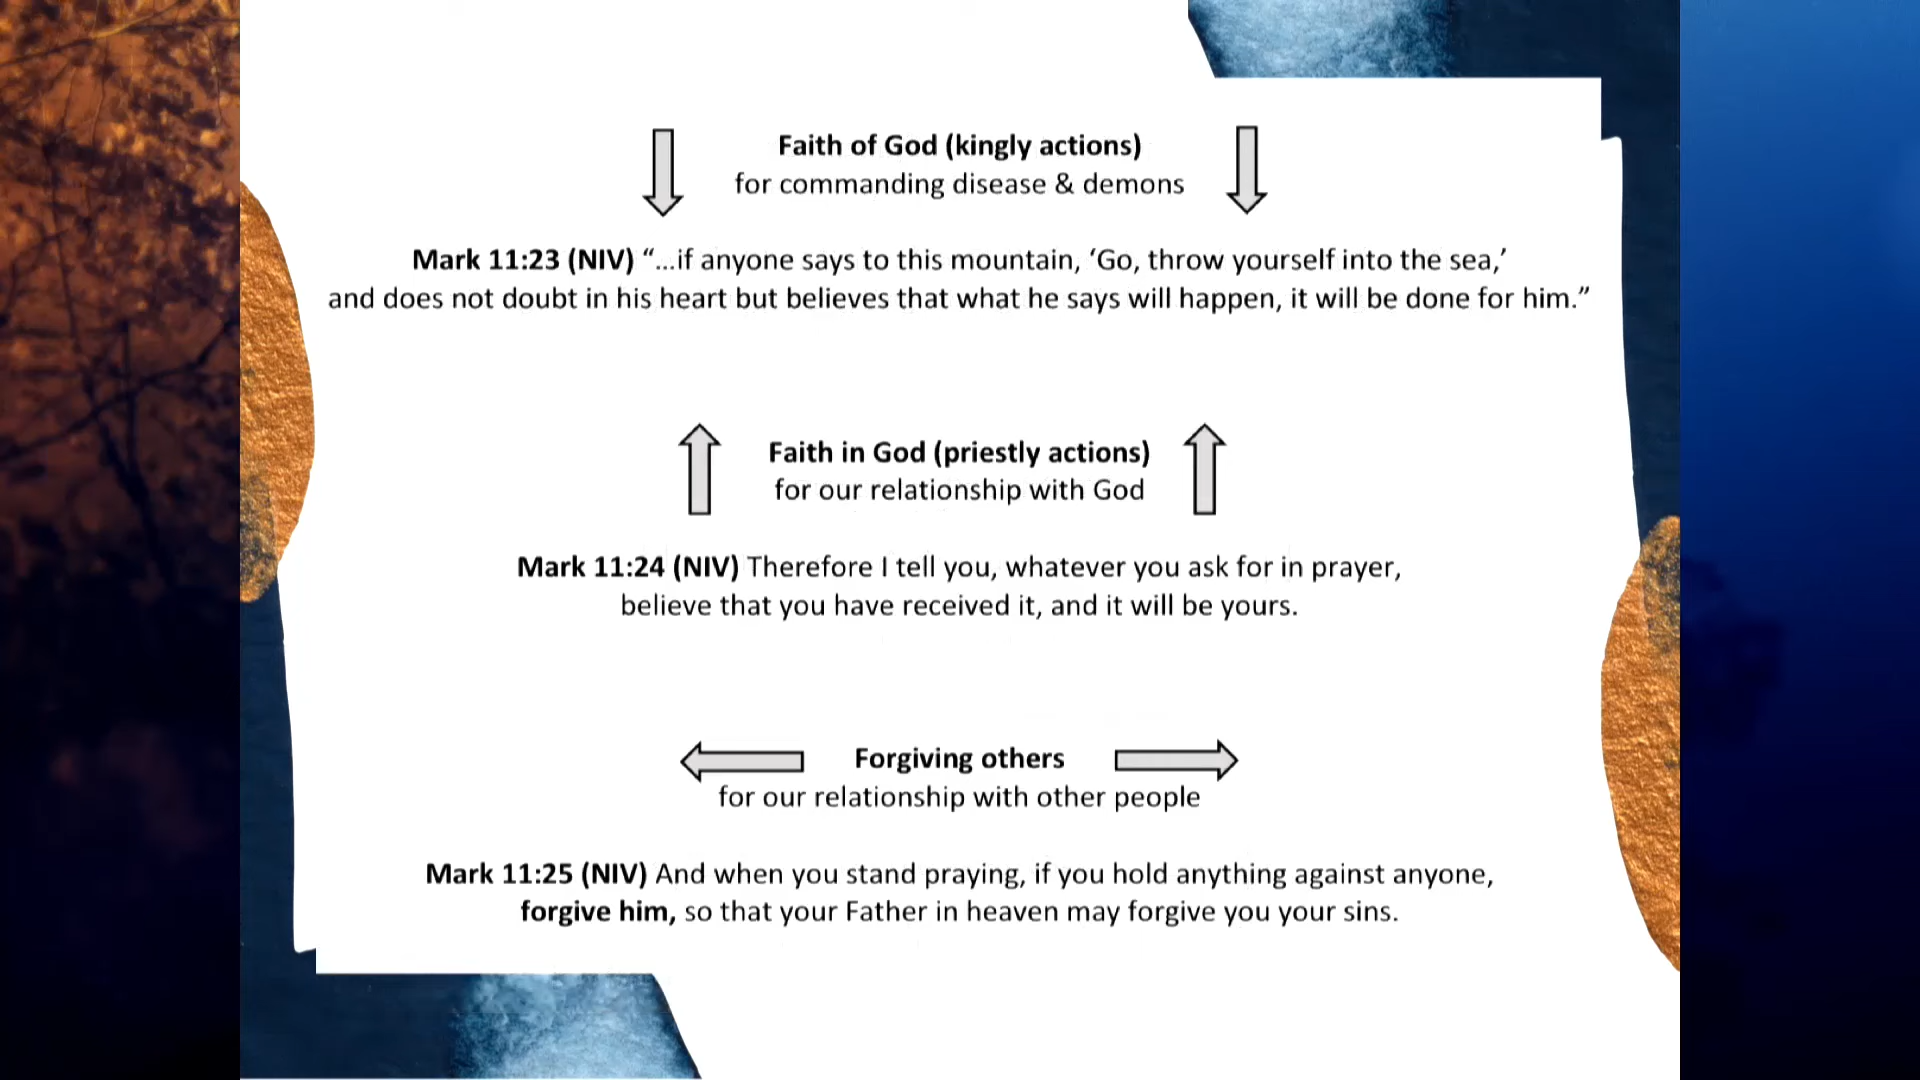 Faith of God (kingly actions)
for commanding disease & demons
Mark 11:23 (NIV) “...if anyone says to this mountain, ‘Go, throw yourself into the sea,’
and does not doubt in his heart but believes that what he says will happen, it will be done for him.”
Faith in God (priestly actions)
for our relationship with God
Mark 11:24 (NIV) Therefore I tell you, whatever you ask for in prayer,
believe that you have received it, and it will be yours.
Forgiving others
for our relationship with other people
Mark 11:25 (NIV) And when you stand praying, if you hold anything against anyone,
forgive him, so that your Father in heaven may forgive you your sins.